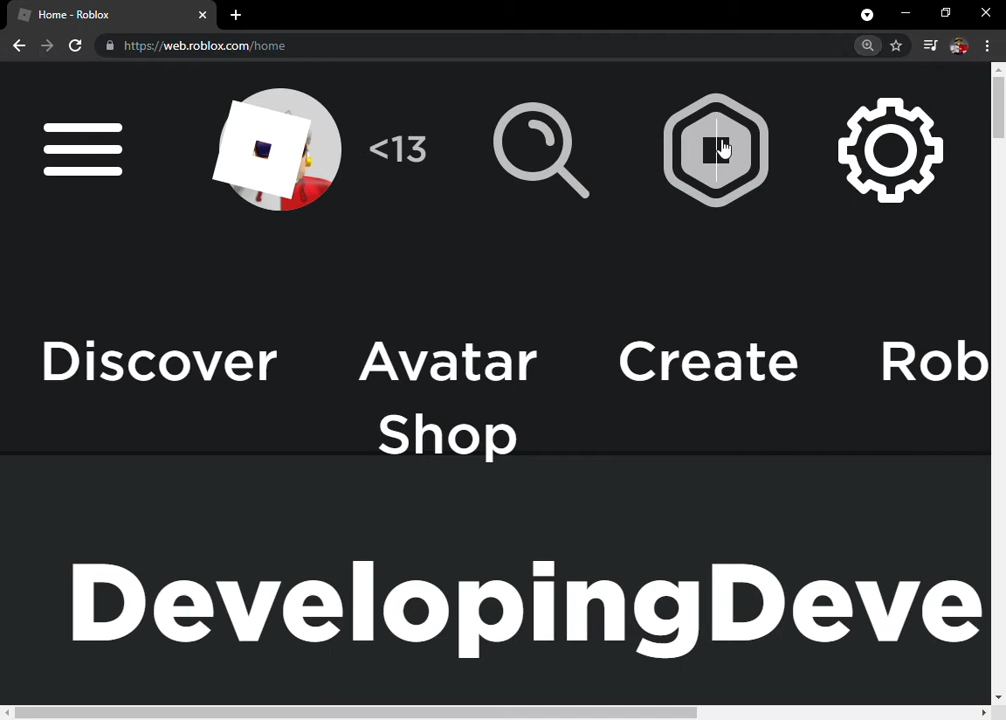 Home - Roblox
https://web.roblox.com/home
<13
Discover
Avatar Shop
Create
Rob
DevelopingDeve